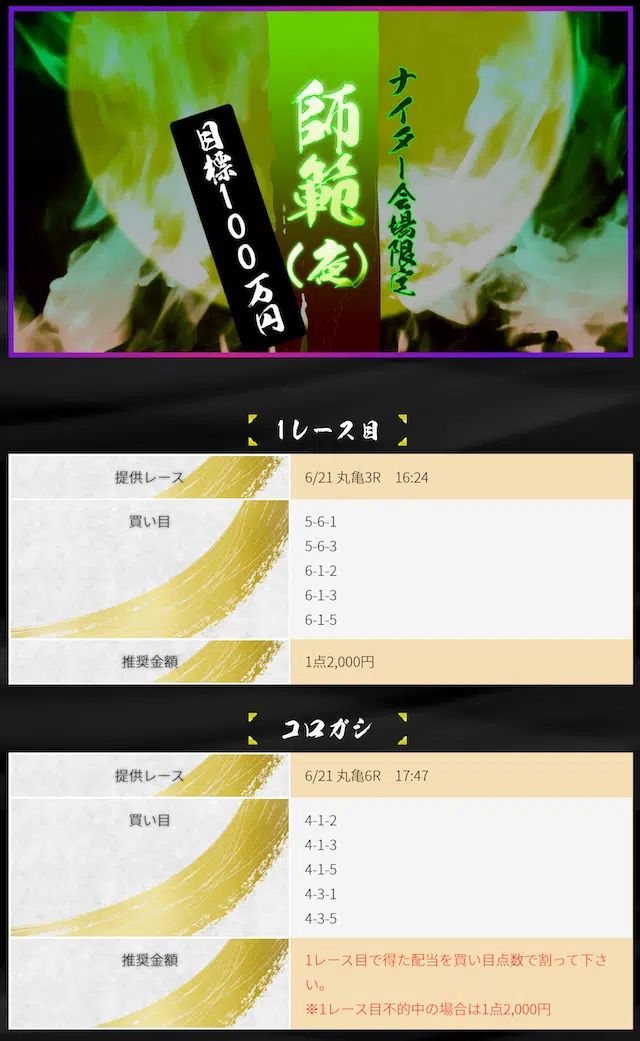 ナイター会場限定
師範(夜)
目標100万円
1レース目
提供レース
6/21 丸亀3R 16:24
買い目
5-6-1
5-6-3
6-1-2
6-1-3
6-1-5
推奨金額
1点2,000円
コロガシ
提供レース
6/21 丸亀6R 17:47
買い目
4-1-2
4-1-3
4-1-5
4-3-1
4-3-5
推奨金額
1レース目で得た配当を買い目点数で割って下さ
い。
※1レース目不的中の場合は1点2,000円